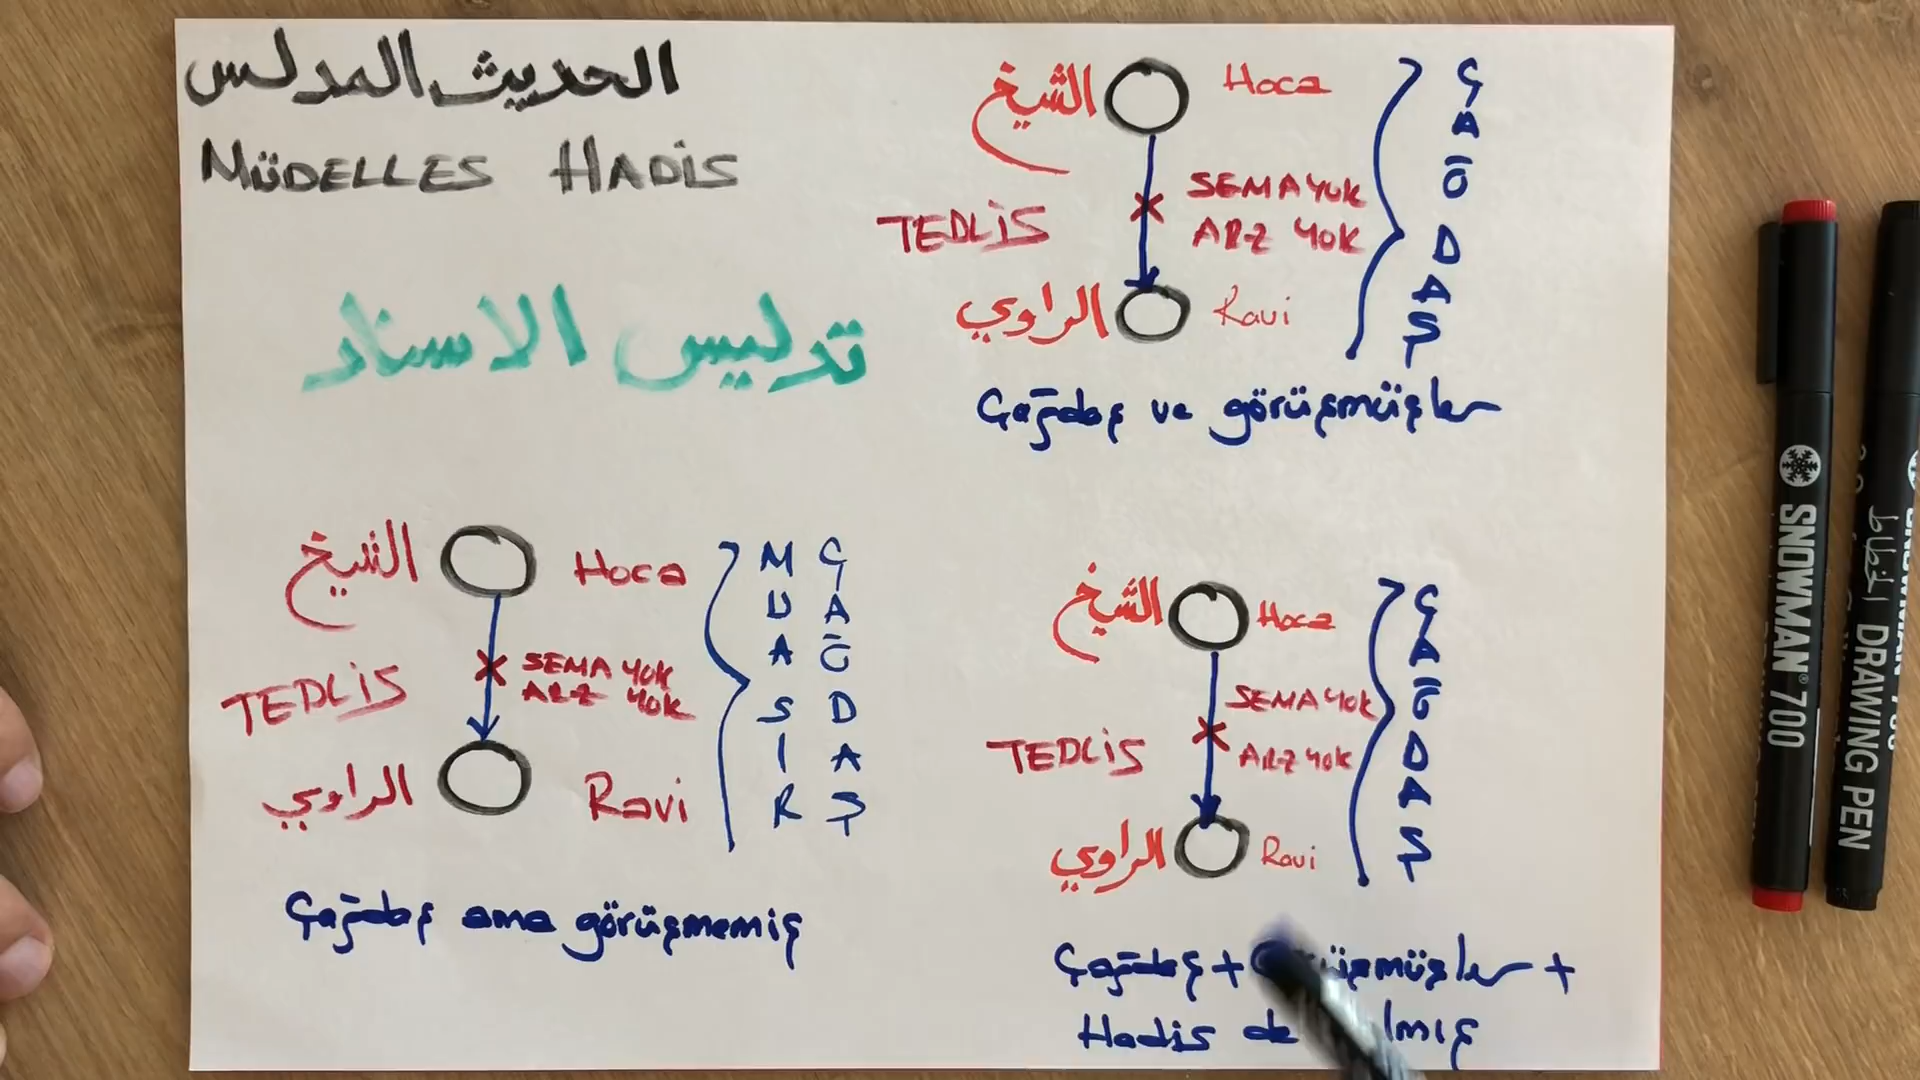 الحديث المدلس
MÜDELLES HADİS
تدليس الاسناد
الشيخ Hoca
TEDLİS
SEMA YOK
ARZ YOK
الراوي Ravi
ÇAĞDAŞ
Çağdaş ve görüşmüşler
الشيخ Hoca
TEDLİS
SEMA YOK
ARZ YOK
الراوي Ravi
MUASIR
ÇAĞDAŞ
Çağdaş ama görüşmemiş
الشيخ Hoca
SEMA YOK
TEDLİS
ARZ YOK
الراوي Ravi
ÇAĞDAŞ
Çağdaş + +
Hadis
SNOWMAN 700
DRAWING PEN